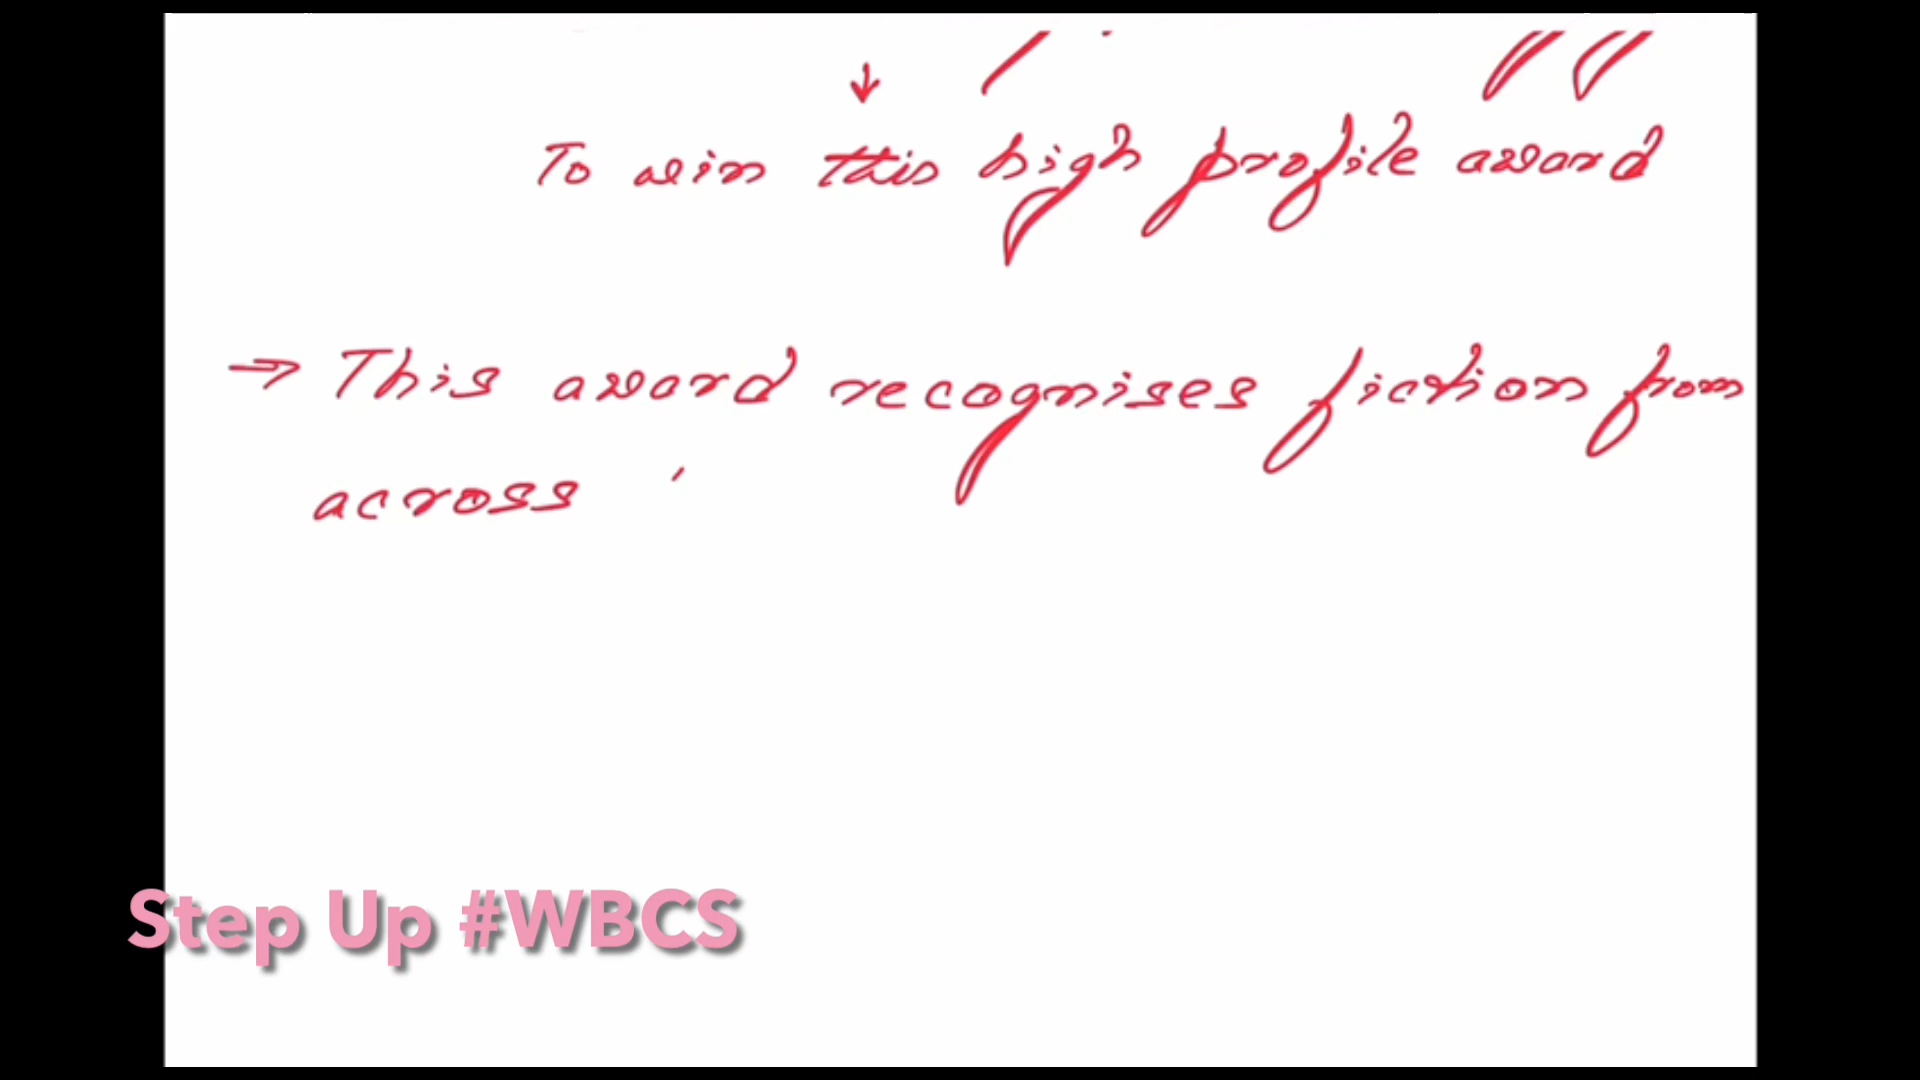 ↓
To win this high profile award
→ This award recognises fiction from
across
Step Up #WBCS